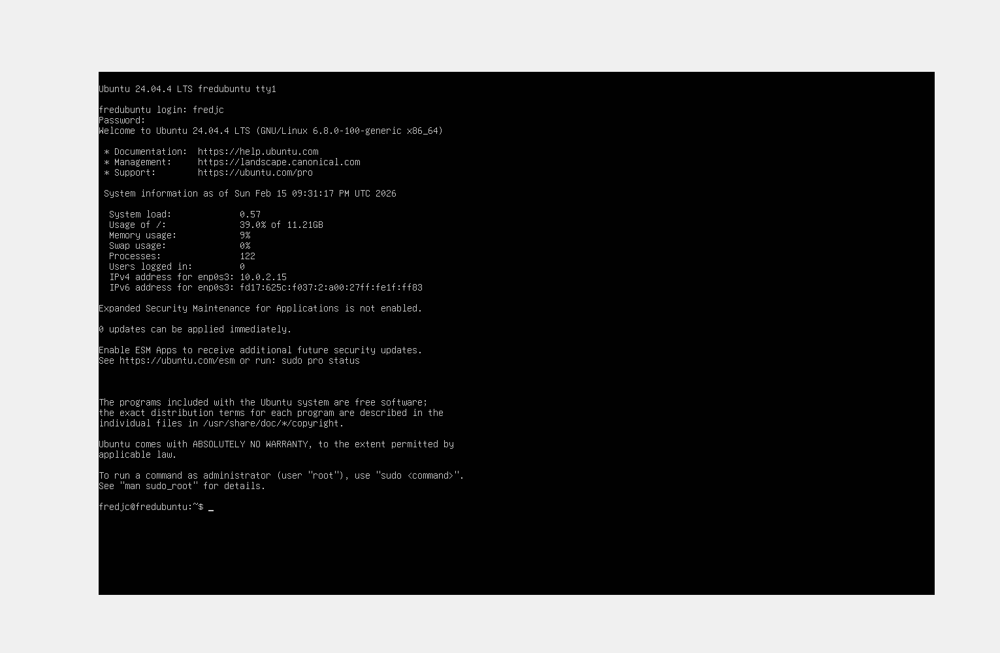 Ubuntu 24.04.4 LTS fredubuntu tty1
fredubuntu login: fredjc
Password:
Welcome to Ubuntu 24.04.4 LTS (GNU/Linux 6.8.0-100-generic x86_64)
* Documentation:  https://help.ubuntu.com
* Management:     https://landscape.canonical.com
* Support:        https://ubuntu.com/pro
System information as of Sun Feb 15 09:31:17 PM UTC 2026
System load:             0.57
Usage of /:              39.0% of 11.21GB
Memory usage:            9%
Swap usage:              0%
Processes:               122
Users logged in:         0
IPv4 address for enp0s3: 10.0.2.15
IPv6 address for enp0s3: fd17:625c:f037:2:a00:27ff:fe1f:ff83
Expanded Security Maintenance for Applications is not enabled.
0 updates can be applied immediately.
Enable ESM Apps to receive additional future security updates.
See https://ubuntu.com/esm or run: sudo pro status
The programs included with the Ubuntu system are free software;
the exact distribution terms for each program are described in the
individual files in /usr/share/doc/*/copyright.
Ubuntu comes with ABSOLUTELY NO WARRANTY, to the extent permitted by
applicable law.
To run a command as administrator (user "root"), use "sudo <command>".
See "man sudo_root" for details.
fredjc@fredubuntu:~$ _